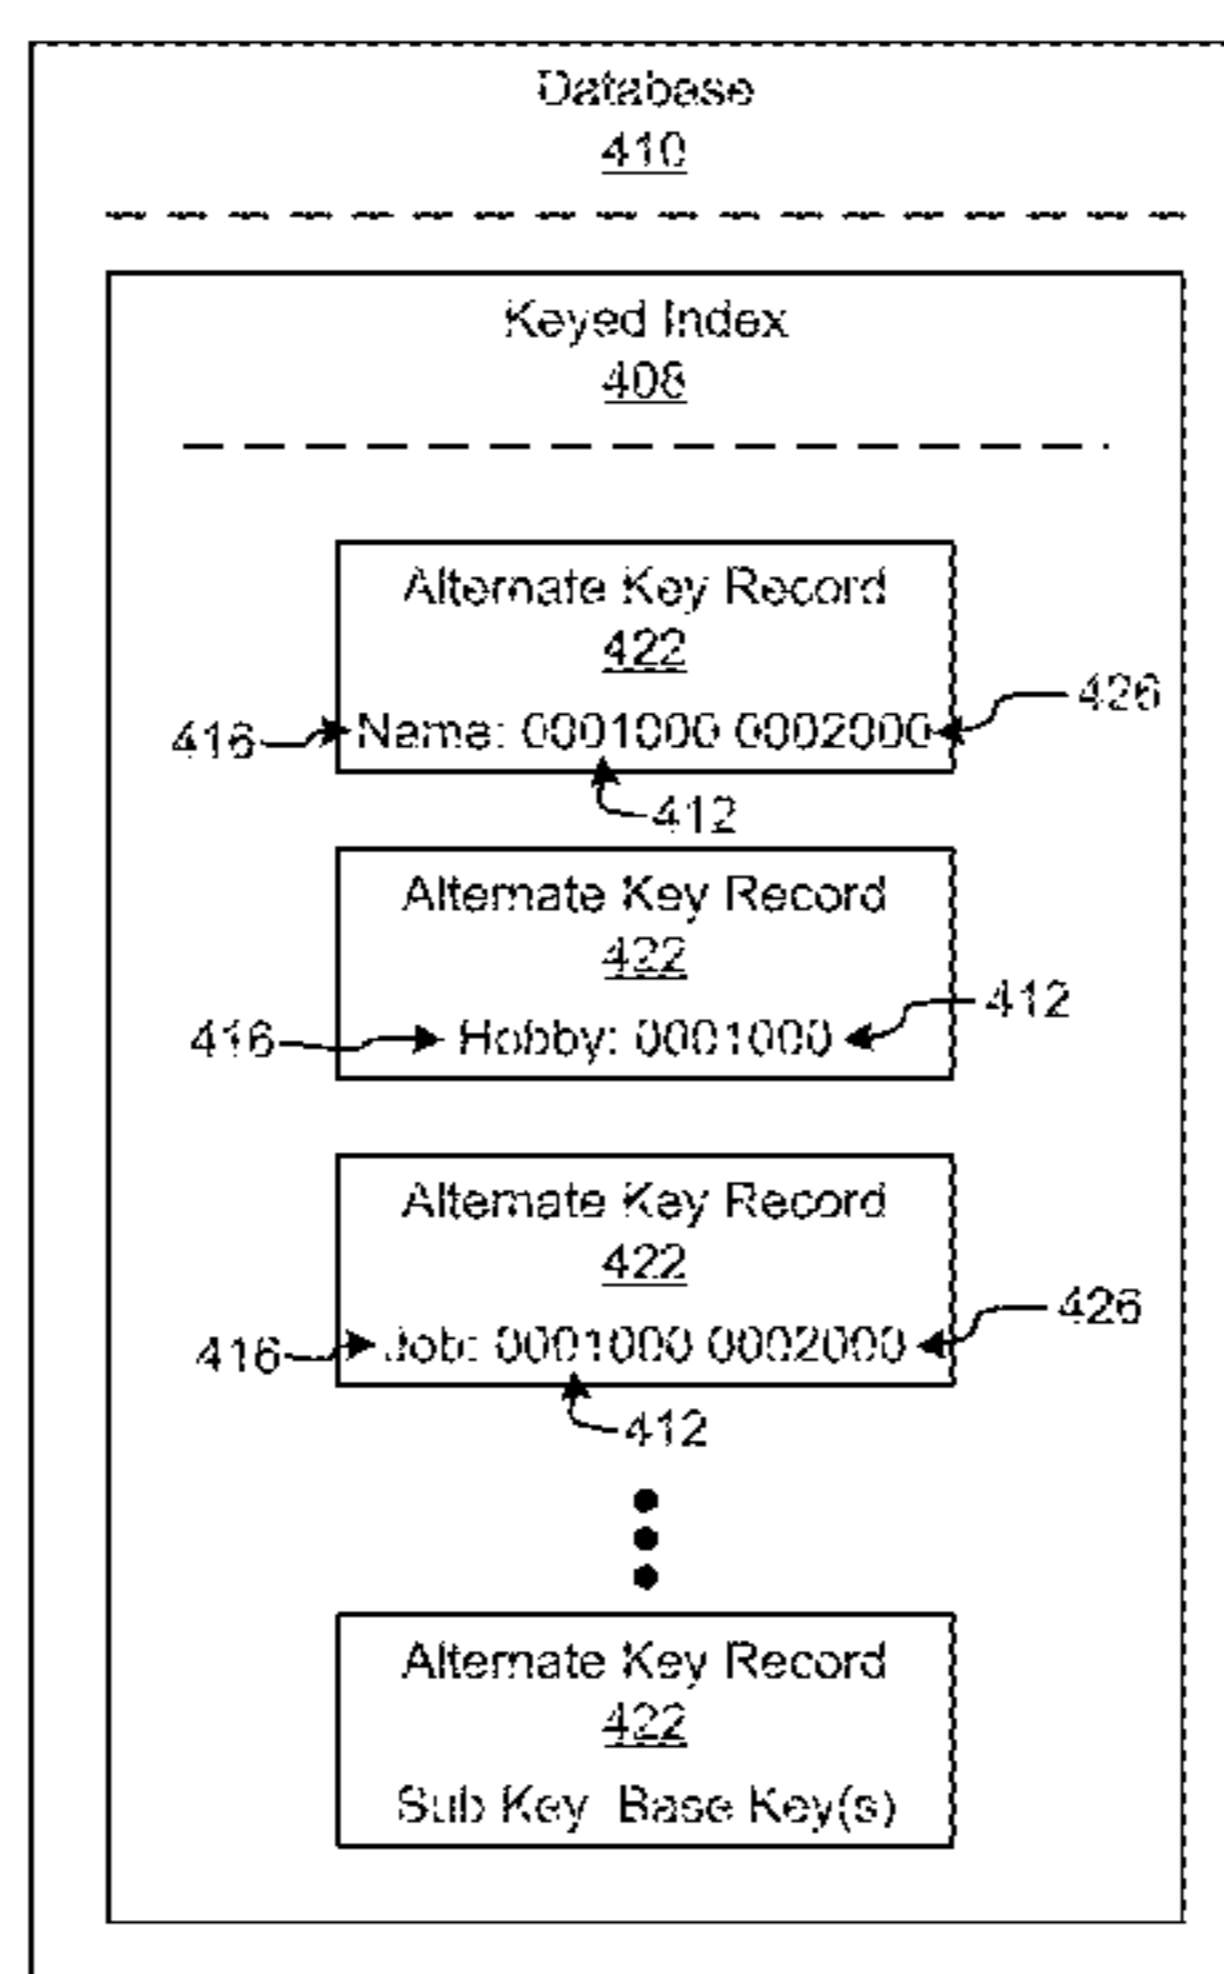 Database
410
Keyed Index
408
Alternate Key Record
422
426
416 Name: 0001000 0002000
412
Alternate Key Record
422
412
416 Hobby: 0001000
Alternate Key Record
422
426
416 Job: 0001000 0002000
412
Alternate Key Record
422
Sub Key Base Key(s)